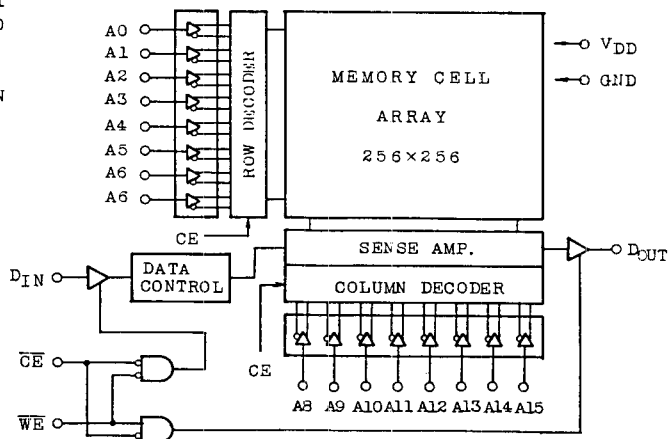 A0
A1
A2
A3
A4
A5
A6
A6
ROW DECODER
MEMORY CELL
ARRAY
256×256
VDD
GND
CE
SENSE AMP.
DOUT
DIN
DATA
CONTROL
COLUMN DECODER
CE
CE
WE
A8 A9 A10 A11 A12 A13 A14 A15